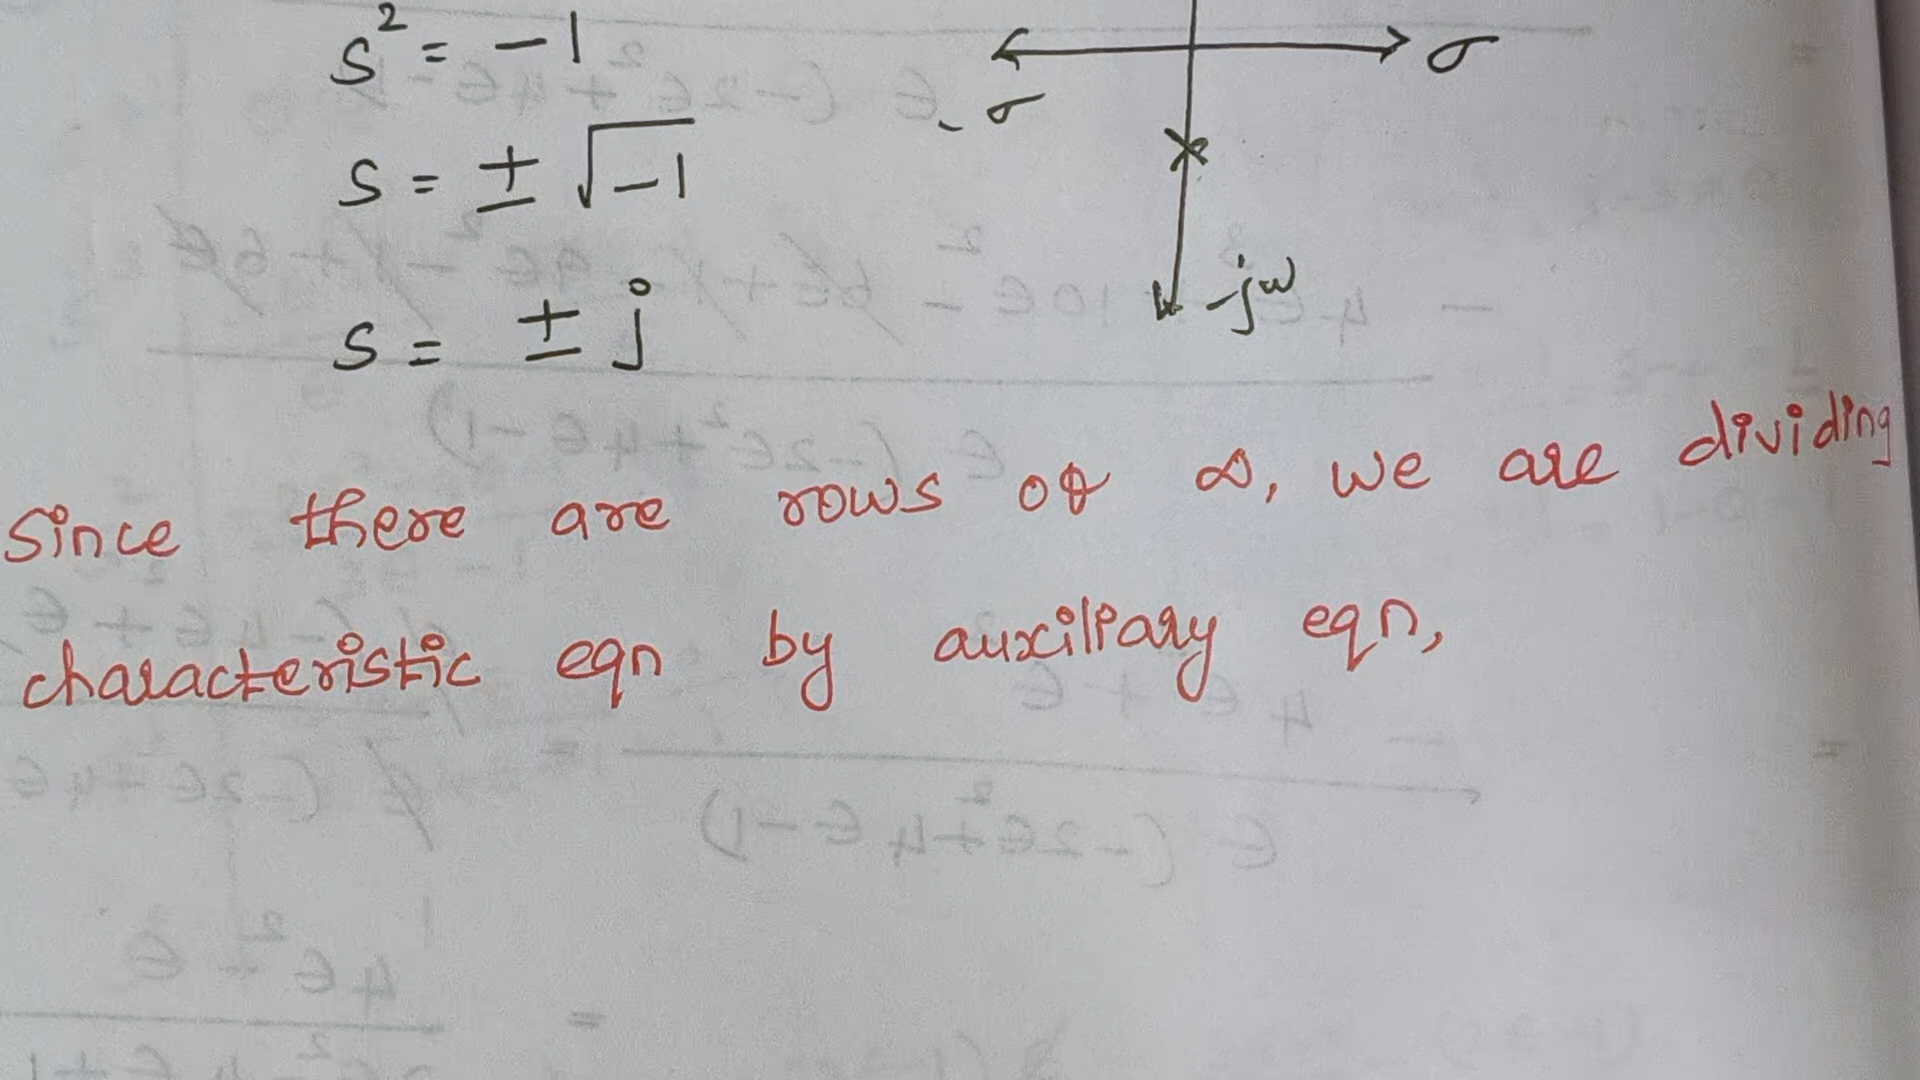 s² = -1
σ
-σ
s = ± √-1
-jω
s = ± j
Since there are rows of ∞, we are dividing
characteristic eqn by auxiliary eqn,